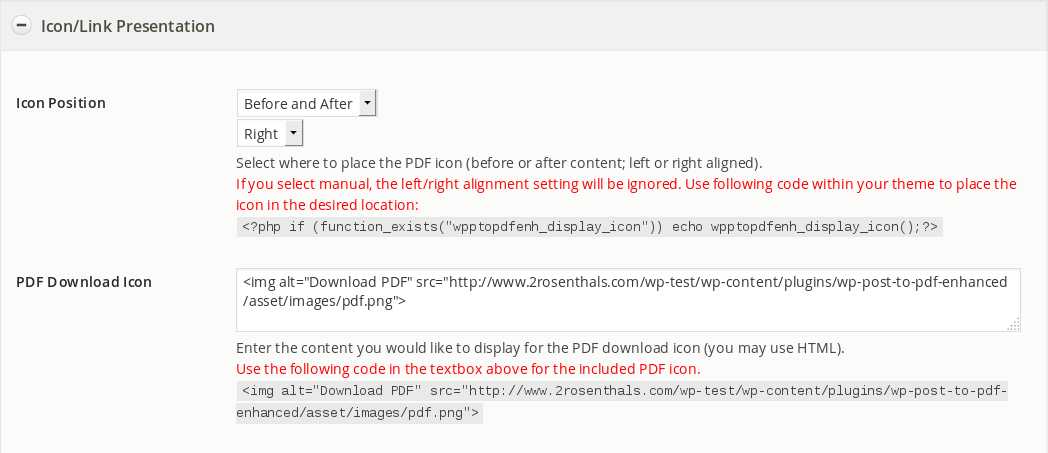 Icon/Link Presentation
Icon Position
Before and After
Right
Select where to place the PDF icon (before or after content; left or right aligned).
If you select manual, the left/right alignment setting will be ignored. Use following code within your theme to place the
icon in the desired location:
<?php if (function_exists("wpptopdfenh_display_icon")) echo wpptopdfenh_display_icon();?>
PDF Download Icon
<img alt="Download PDF" src="http://www.2rosenthals.com/wp-test/wp-content/plugins/wp-post-to-pdf-enhanced
/asset/images/pdf.png">
Enter the content you would like to display for the PDF download icon (you may use HTML).
Use the following code in the textbox above for the included PDF icon.
<img alt="Download PDF" src="http://www.2rosenthals.com/wp-test/wp-content/plugins/wp-post-to-pdf-
enhanced/asset/images/pdf.png">